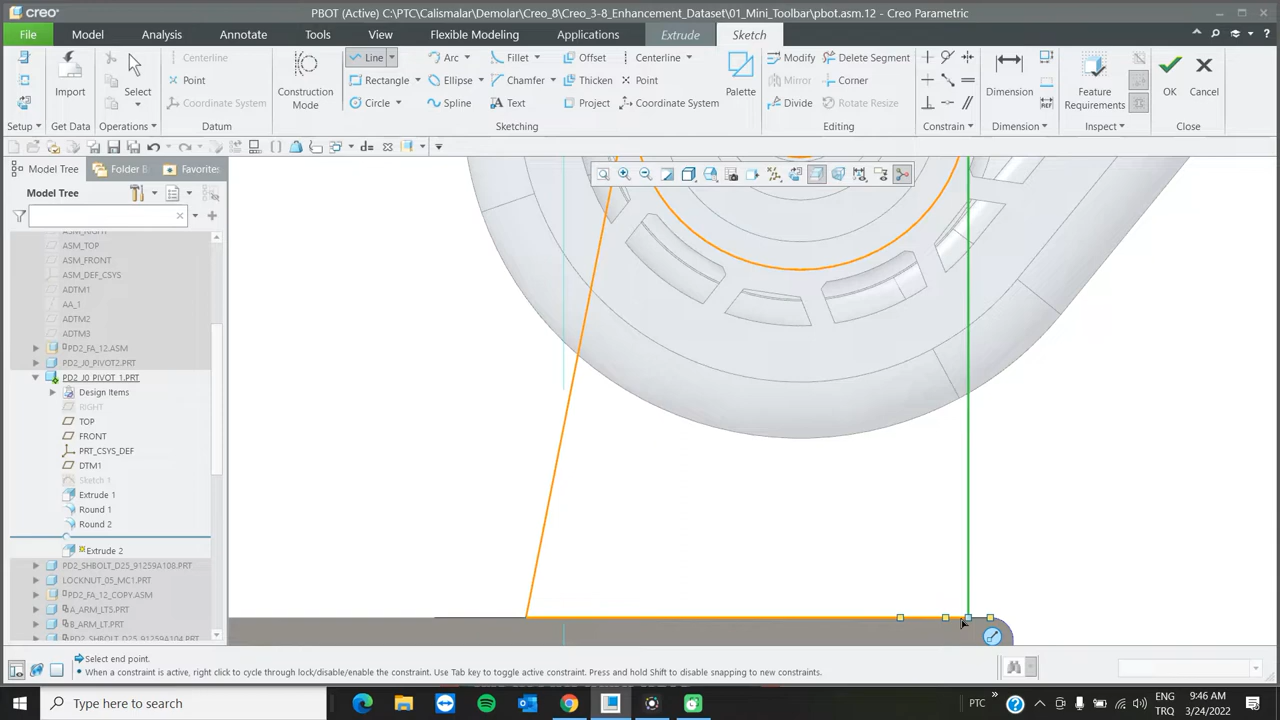 creo PBOT (Active) C:\PTC\Calismalar\Demolar\Creo_8\Creo_3-8_Enhancement_Dataset\01_Mini_Toolbar\pbot.asm.12 - Creo Parametric
File Model Analysis Annotate Tools View Flexible Modeling Applications Extrude Sketch
Centerline Line Arc Fillet Offset Centerline Modify Delete Segment
Import Select Point Construction Mode Rectangle Ellipse Chamfer Thicken Point Palette Mirror Corner Dimension Feature Requirements OK Cancel
Coordinate System Circle Spline Text Project Coordinate System Divide Rotate Resize
Setup Get Data Operations Datum Sketching Editing Constrain Dimension Inspect Close
Model Tree Folder B Favorite
Model Tree
ASM_TOP
ASM_FRONT
ASM_DEF_CSYS
ADTM1
AA_1
ADTM2
ADTM3
PD2_FA_12.ASM
PD2_J0_PIVOT2.PRT
PD2_J0_PIVOT_1.PRT
Design Items
RIGHT
TOP
FRONT
PRT_CSYS_DEF
DTM1
Sketch 1
Extrude 1
Round 1
Round 2
Extrude 2
PD2_SHBOLT_D25_91259A108.PRT
LOCKNUT_05_MC1.PRT
PD2_FA_12_COPY.ASM
A_ARM_LT5.PRT
B_ARM_LT.PRT
Select end point.
When a constraint is active, right click to cycle through lock/disable/enable the constraint. Use Tab key to toggle active constraint. Press and hold Shift to disable snapping to new constraints.
Type here to search
PTC
ENG
TRQ
9:46 AM
3/24/2022